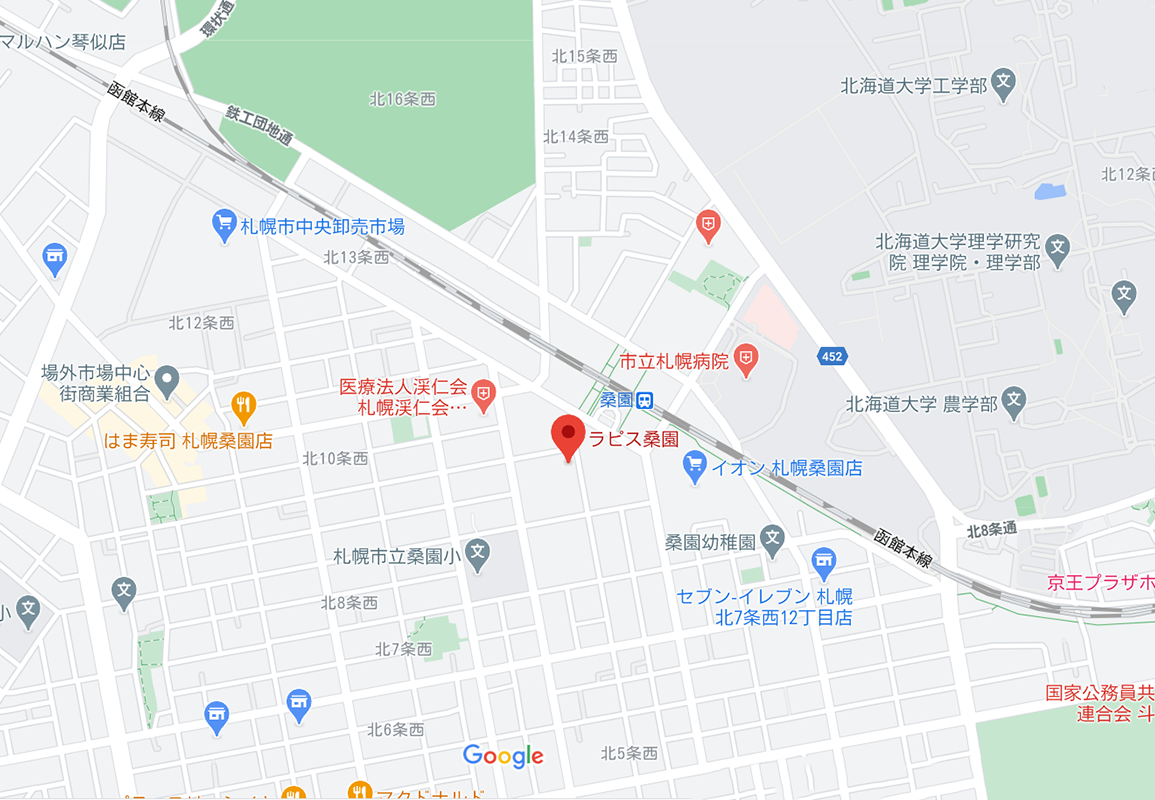 環状通
マルハン琴似店
北15条西
函館本線
北16条西
北海道大学工学部
鉄工団地通
北14条西
北12条西
札幌市中央卸売市場
北13条西
北海道大学理学研究
院 理学院・理学部
北12条西
452
市立札幌病院
場外市場中心
街商業組合
医療法人渓仁会
札幌渓仁会…
桑園
北海道大学 農学部
はま寿司 札幌桑園店
ラピス桑園
北10条西
イオン 札幌桑園店
北8条通
函館本線
桑園幼稚園
札幌市立桑園小
京王プラザホ
セブン-イレブン 札幌
北7条西12丁目店
北8条西
小
北7条西
国家公務員共
連合会 斗
北6条西
Google
北5条西
マクドナルド